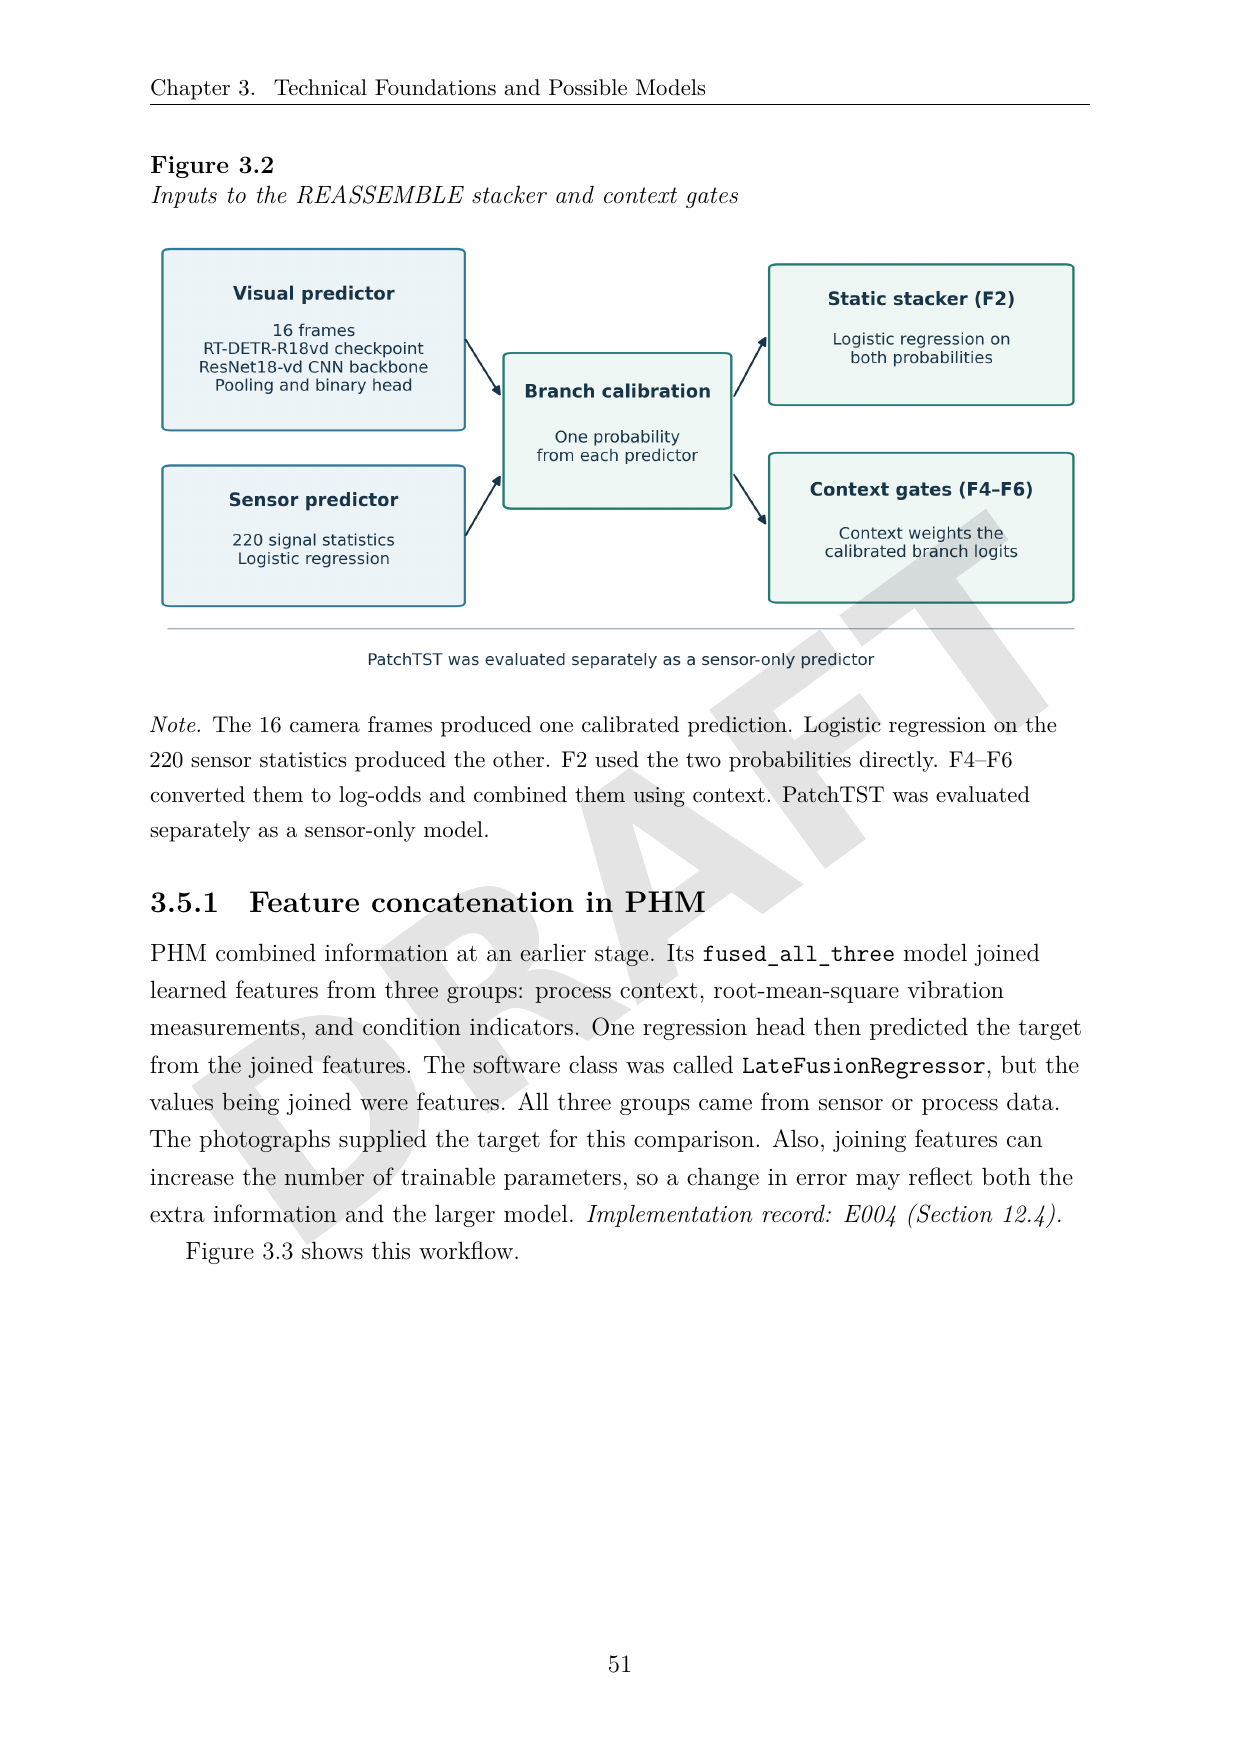 Chapter 3. Technical Foundations and Possible Models
Figure 3.2
Inputs to the REASSEMBLE stacker and context gates
Visual predictor
16 frames
RT-DETR-R18vd checkpoint
ResNet18-vd CNN backbone
Pooling and binary head
Sensor predictor
220 signal statistics
Logistic regression
Branch calibration
One probability
from each predictor
Static stacker (F2)
Logistic regression on
both probabilities
Context gates (F4–F6)
Context weights the
calibrated branch logits
PatchTST was evaluated separately as a sensor-only predictor
Note. The 16 camera frames produced one calibrated prediction. Logistic regression on the
220 sensor statistics produced the other. F2 used the two probabilities directly. F4–F6
converted them to log-odds and combined them using context. PatchTST was evaluated
separately as a sensor-only model.
3.5.1 Feature concatenation in PHM
PHM combined information at an earlier stage. Its fused_all_three model joined
learned features from three groups: process context, root-mean-square vibration
measurements, and condition indicators. One regression head then predicted the target
from the joined features. The software class was called LateFusionRegressor, but the
values being joined were features. All three groups came from sensor or process data.
The photographs supplied the target for this comparison. Also, joining features can
increase the number of trainable parameters, so a change in error may reflect both the
extra information and the larger model. Implementation record: E004 (Section 12.4).
Figure 3.3 shows this workflow.
DRAFT
51